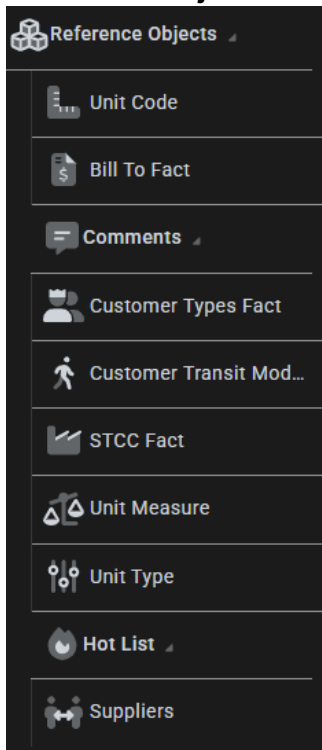 Reference Objects
Unit Code
Bill To Fact
Comments
Customer Types Fact
Customer Transit Mod...
STCC Fact
Unit Measure
Unit Type
Hot List
Suppliers